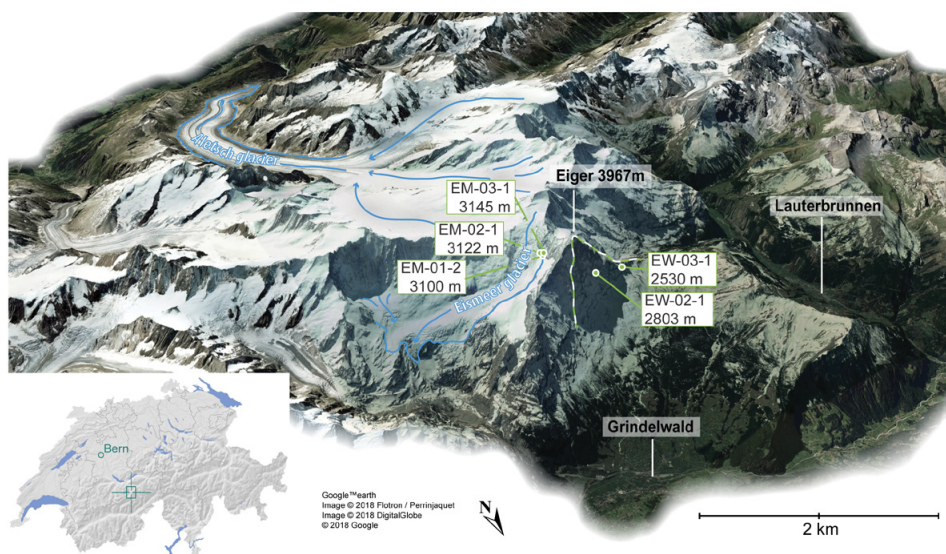 Aletsch glacier
Eiger 3967m
EM-03-1
3145 m
Lauterbrunnen
EM-02-1
3122 m
EM-01-2
3100 m
Eismeer glacier
EW-03-1
2530 m
EW-02-1
2803 m
Grindelwald
Bern
Google™earth
Image © 2018 Flotron / Perrinjaquet
Image © 2018 DigitalGlobe
© 2018 Google
N
2 km